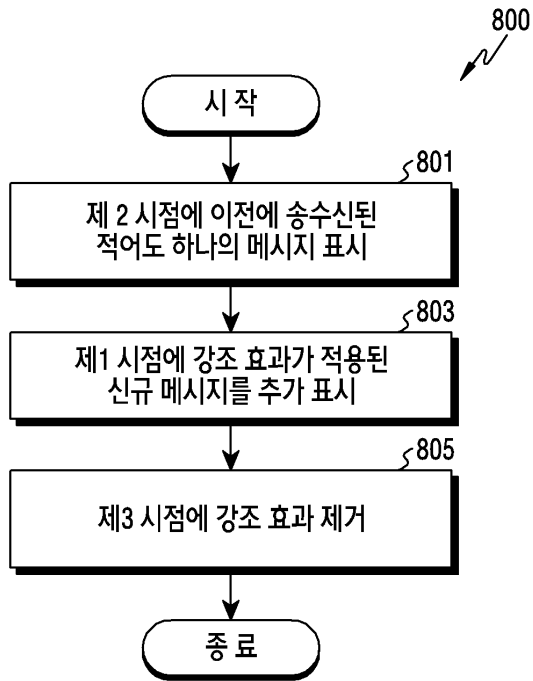 800
시 작
801
제 2 시점에 이전에 송수신된
적어도 하나의 메시지 표시
803
제1 시점에 강조 효과가 적용된
신규 메시지를 추가 표시
805
제3 시점에 강조 효과 제거
종 료